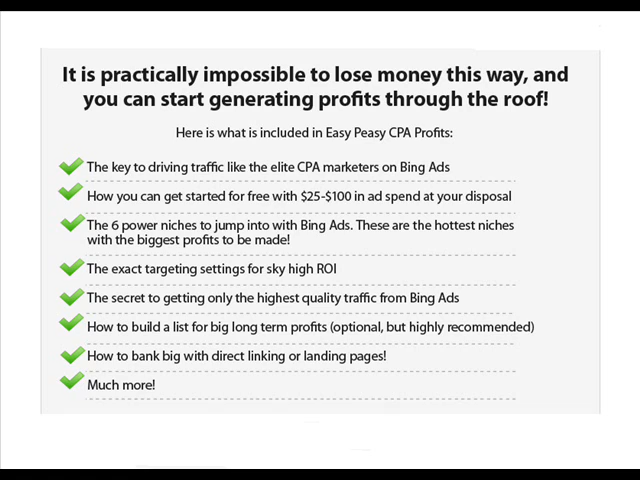 It is practically impossible to lose money this way, and
you can start generating profits through the roof!
Here is what is included in Easy Peasy CPA Profits:
The key to driving traffic like the elite CPA marketers on Bing Ads
How you can get started for free with $25-$100 in ad spend at your disposal
The 6 power niches to jump into with Bing Ads. These are the hottest niches
with the biggest profits to be made!
The exact targeting settings for sky high ROI
The secret to getting only the highest quality traffic from Bing Ads
How to build a list for big long term profits (optional, but highly recommended)
How to bank big with direct linking or landing pages!
Much more!